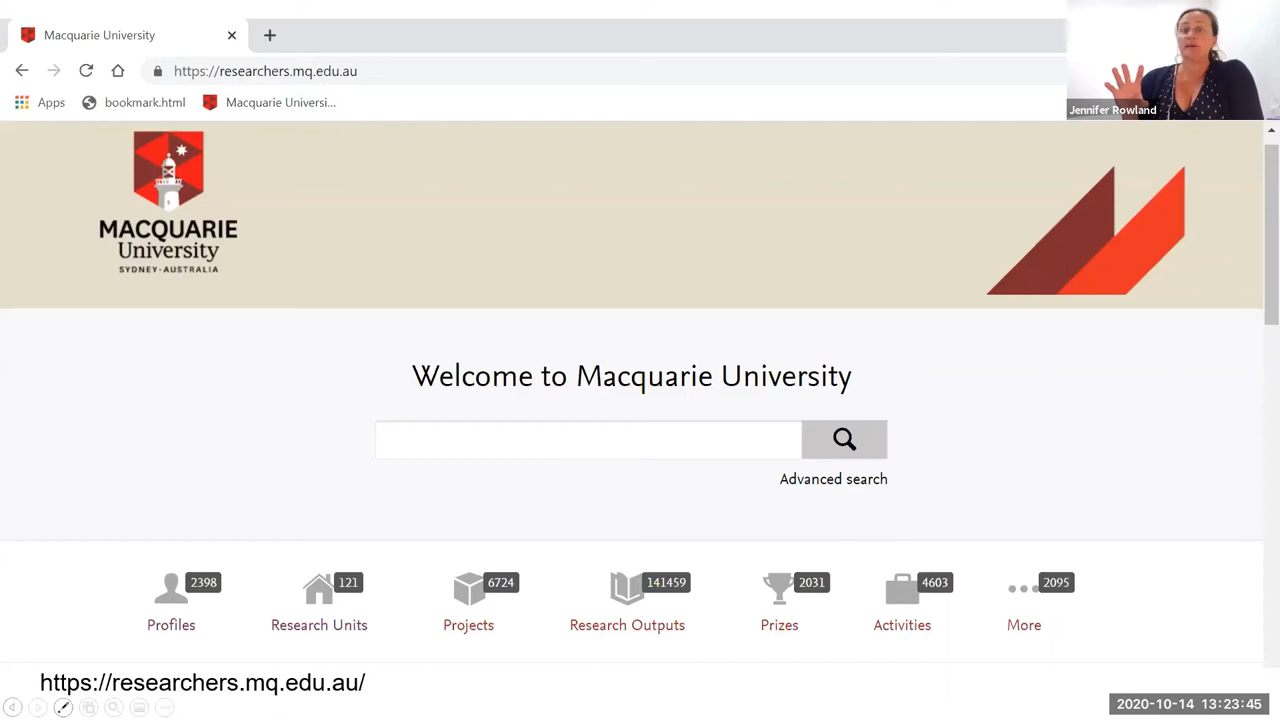 Macquarie University
https://researchers.mq.edu.au
Apps bookmark.html Macquarie Universi...
Jennifer Rowland
MACQUARIE
University
SYDNEY·AUSTRALIA
Welcome to Macquarie University
Advanced search
2398 121 6724 141459 2031 4603 2095
Profiles Research Units Projects Research Outputs Prizes Activities More
https://researchers.mq.edu.au/
2020-10-14 13:23:45